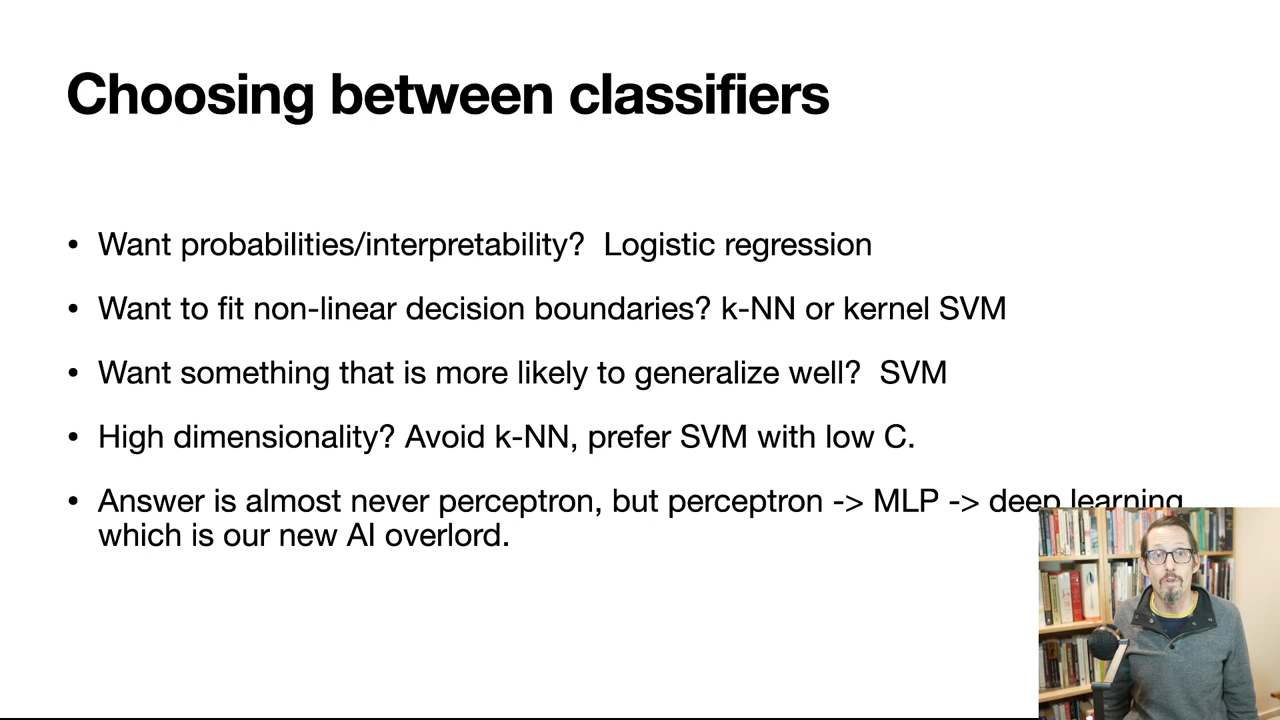 Choosing between classifiers
• Want probabilities/interpretability?  Logistic regression
• Want to fit non-linear decision boundaries? k-NN or kernel SVM
• Want something that is more likely to generalize well?  SVM
• High dimensionality? Avoid k-NN, prefer SVM with low C.
• Answer is almost never perceptron, but perceptron -> MLP -> deep learning
which is our new AI overlord.